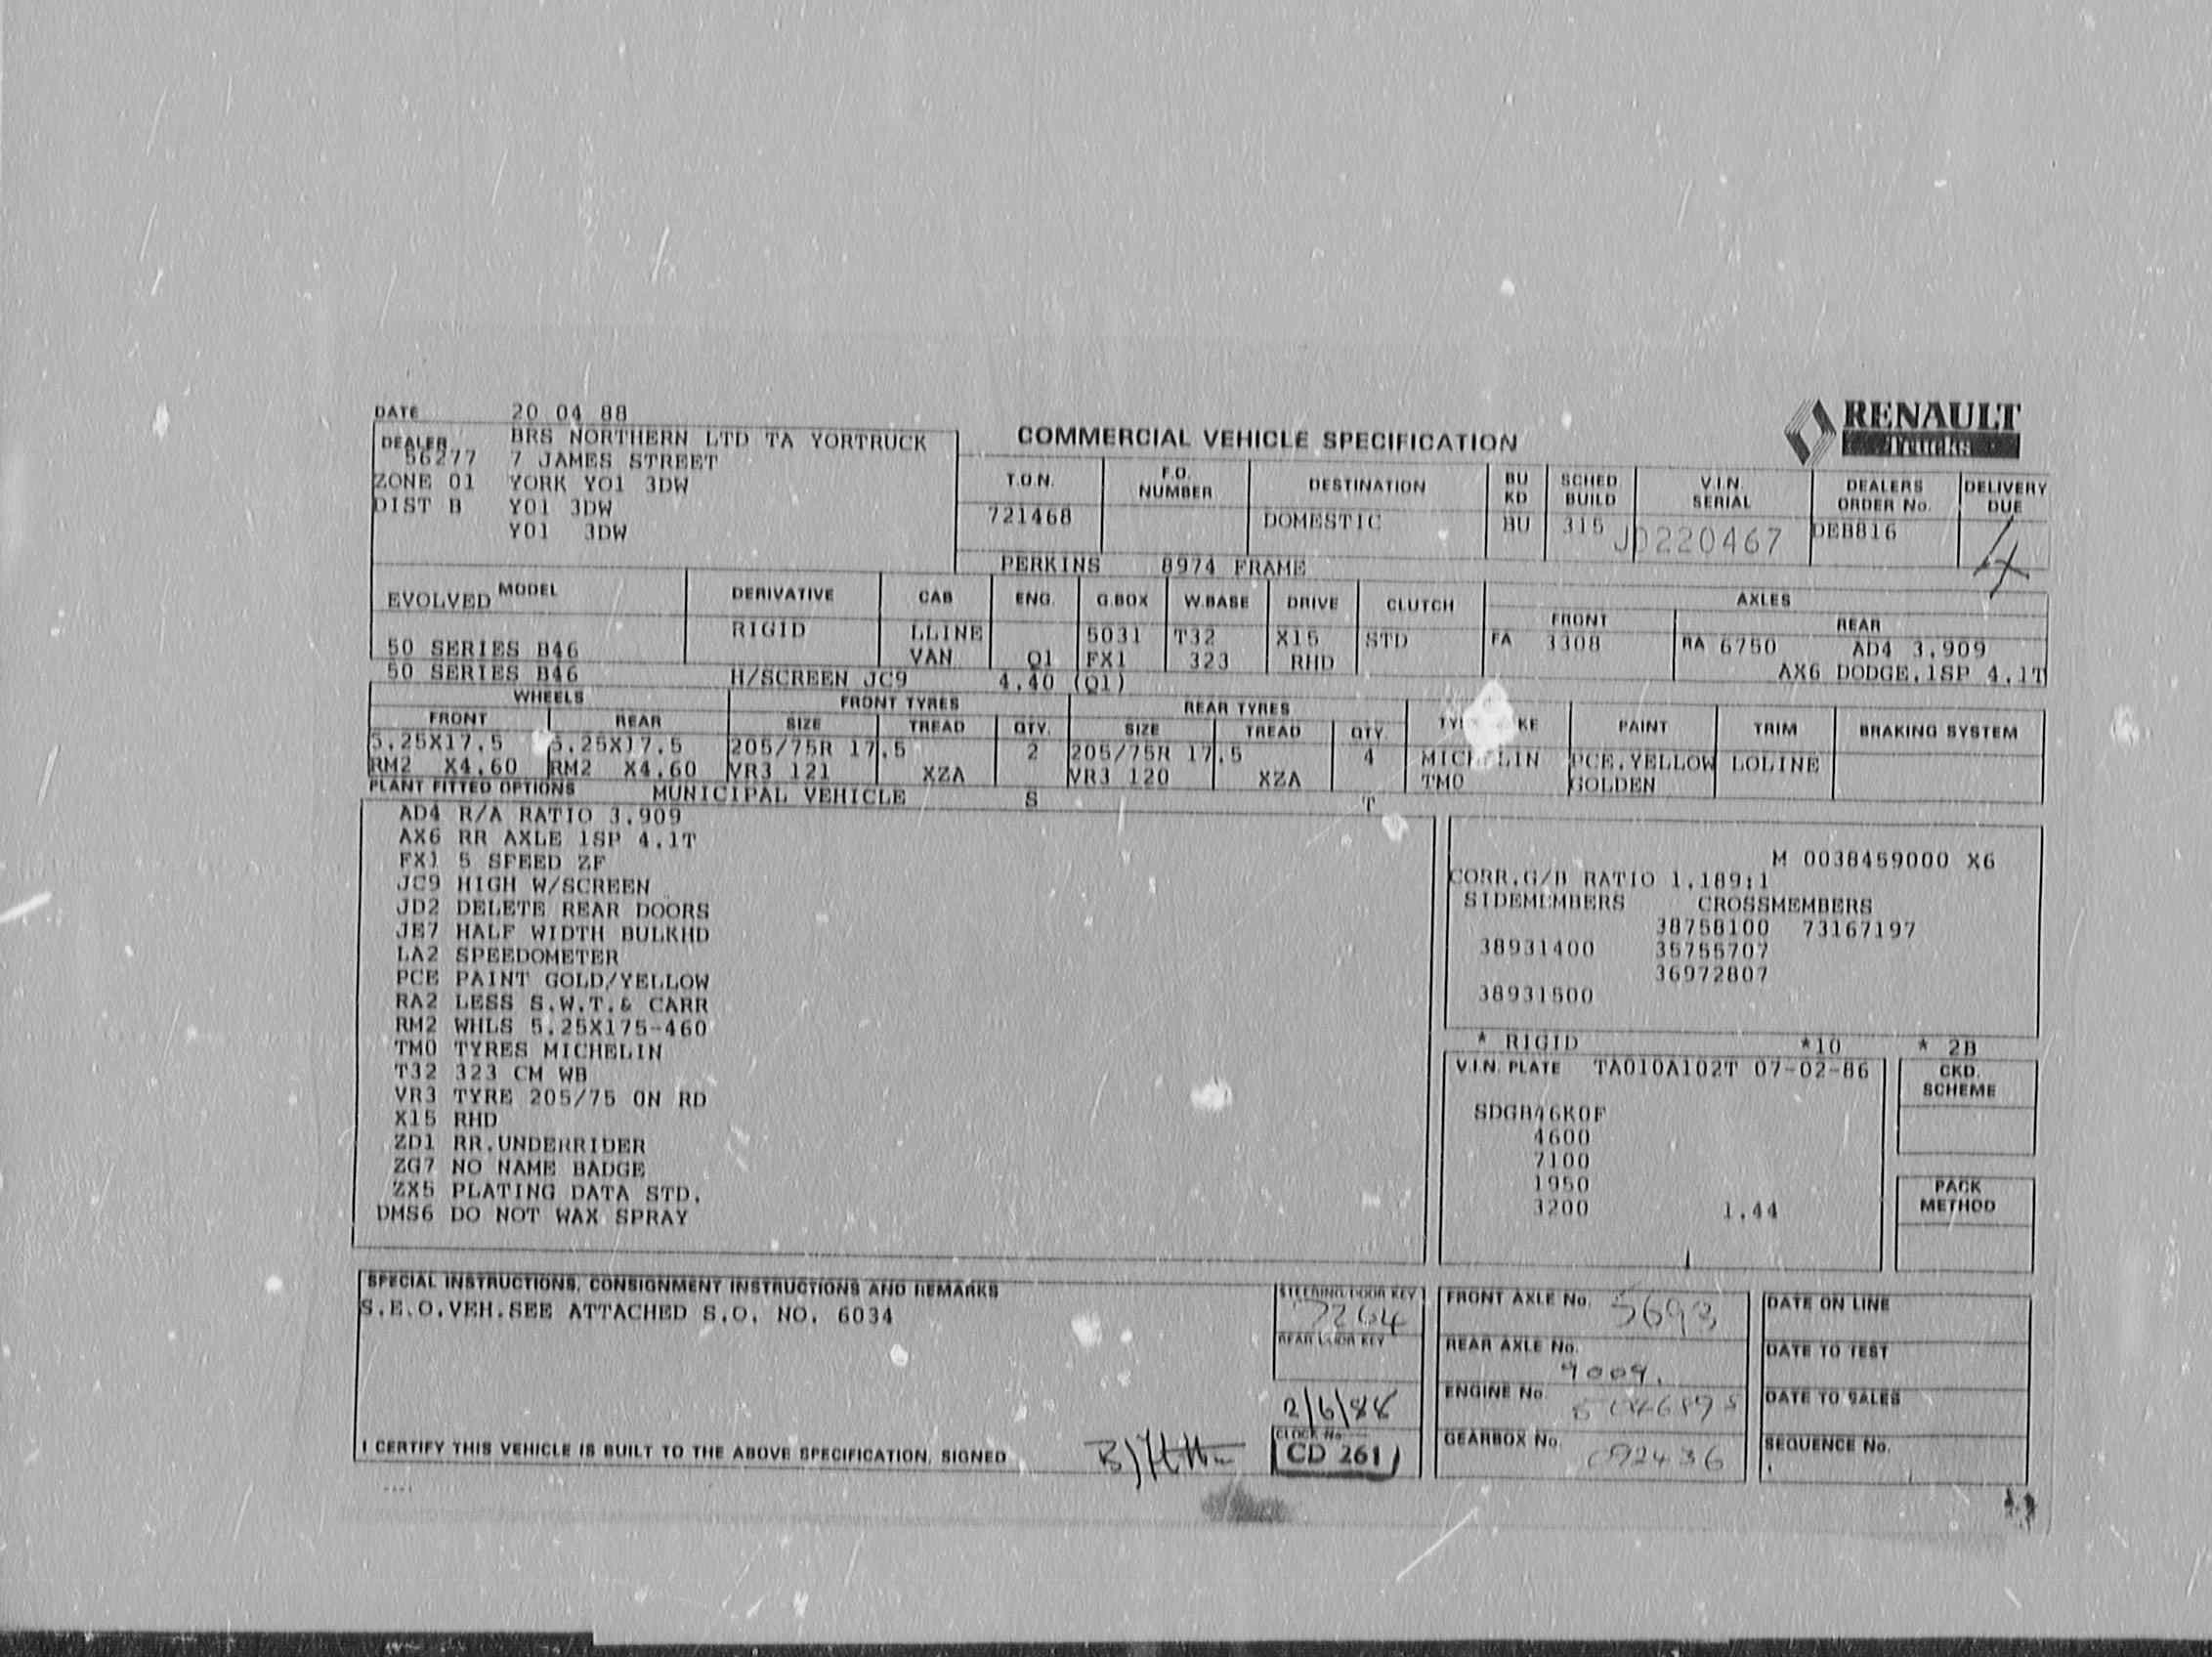 DATE 20 04 88
RENAULT
Trucks
DEALER BRS NORTHERN LTD TA YORTRUCK
56277 7 JAMES STREET
ZONE 01 YORK YO1 3DW
DIST B YO1 3DW
YO1 3DW
COMMERCIAL VEHICLE SPECIFICATION
T.O.N. F.O. NUMBER DESTINATION BU KD SCHED BUILD V.I.N. SERIAL DEALERS ORDER No. DELIVERY DUE
721468 DOMESTIC BU 315 JD220467 DEB816 4
PERKINS 8974 FRAME
MODEL DERIVATIVE CAB ENG. G.BOX W.BASE DRIVE CLUTCH AXLES
EVOLVED FRONT REAR
RIGID LLINE 5031 T32 X15 STD FA 3308 RA 6750 AD4 3.909
50 SERIES B46 VAN Q1 FX1 323 RHD AX6 DODGE.1SP 4.1T
50 SERIES B46 H/SCREEN JC9 4.40 (Q1)
WHEELS FRONT TYRES REAR TYRES
FRONT REAR SIZE TREAD QTY. SIZE TREAD QTY. PAINT TRIM BRAKING SYSTEM
5.25X17.5 5.25X17.5 205/75R 17.5 2 205/75R 17.5 4 MICHELIN PCE.YELLOW LOLINE
RM2 X4.60 RM2 X4.60 VR3 121 XZA VR3 120 XZA TMO GOLDEN
PLANT FITTED OPTIONS MUNICIPAL VEHICLE S T
AD4 R/A RATIO 3.909
AX6 RR AXLE 1SP 4.1T
FX1 5 SPEED ZF
JC9 HIGH W/SCREEN
JD2 DELETE REAR DOORS
JE7 HALF WIDTH BULKHD
LA2 SPEEDOMETER
PCE PAINT GOLD/YELLOW
RA2 LESS S.W.T.& CARR
RM2 WHLS 5.25X175-460
TMO TYRES MICHELIN
T32 323 CM WB
VR3 TYRE 205/75 ON RD
X15 RHD
ZD1 RR.UNDERRIDER
ZG7 NO NAME BADGE
ZX5 PLATING DATA STD.
DMS6 DO NOT WAX SPRAY
M 0038459000 X6
CORR.G/B RATIO 1.189:1
SIDEMEMBERS CROSSMEMBERS
38758100 73167197
38931400 35755707
36972807
38931500
* RIGID *10 * 2B
V.I.N. PLATE TA010A102T 07-02-86
CKD. SCHEME
SDGB46K0F
4600
7100
1950
3200 1.44
PACK METHOD
SPECIAL INSTRUCTIONS, CONSIGNMENT INSTRUCTIONS AND REMARKS
S.E.O.VEH.SEE ATTACHED S.O. NO. 6034
STEERING/DOOR KEY
7264
REAR DOOR KEY
2/6/88
CLOCK No.
CD 261
FRONT AXLE No. 5693
REAR AXLE No. 9009.
ENGINE No.
GEARBOX No. 092436
DATE ON LINE
DATE TO TEST
DATE TO SALES
SEQUENCE No.
I CERTIFY THIS VEHICLE IS BUILT TO THE ABOVE SPECIFICATION, SIGNED